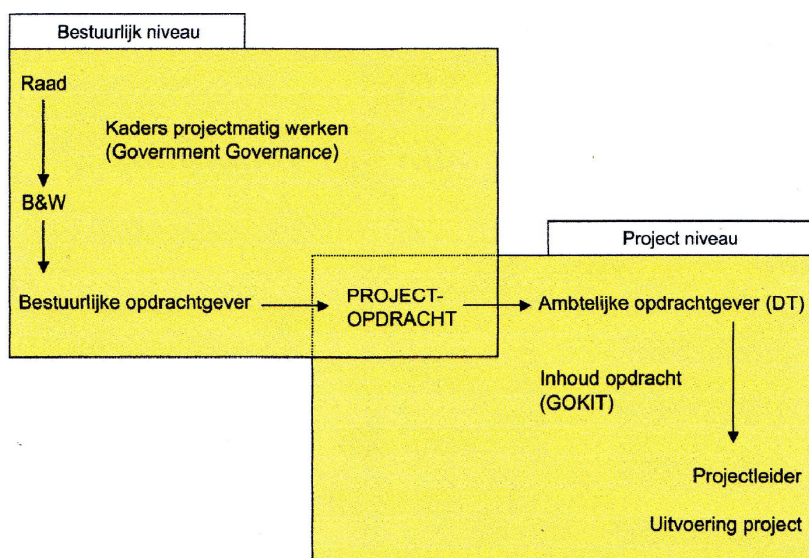 Bestuurlijk niveau
Raad
Kaders projectmatig werken
(Government Governance)
B&W
Project niveau
Bestuurlijke opdrachtgever
PROJECT-
OPDRACHT
Ambtelijke opdrachtgever (DT)
Inhoud opdracht
(GOKIT)
Projectleider
Uitvoering project